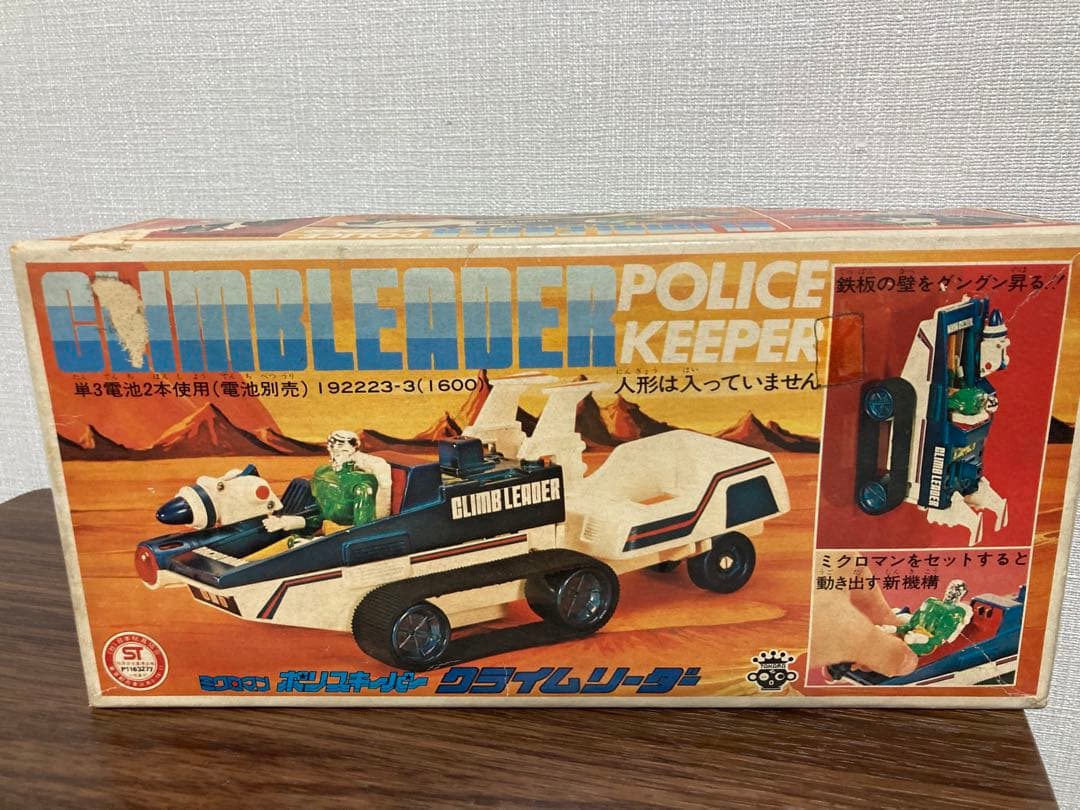 CLIMBLEADER
POLICE
KEEPER
単3電池2本使用(電池別売) 192223-3(1600)
人形は入っていません
鉄板の壁をグングン昇る!!
CLIMB LEADER
CLIMB LEADER
ミクロマンをセットすると
動き出す新機構
ST
ミクロマン ポリスキーパー クライムリーダー